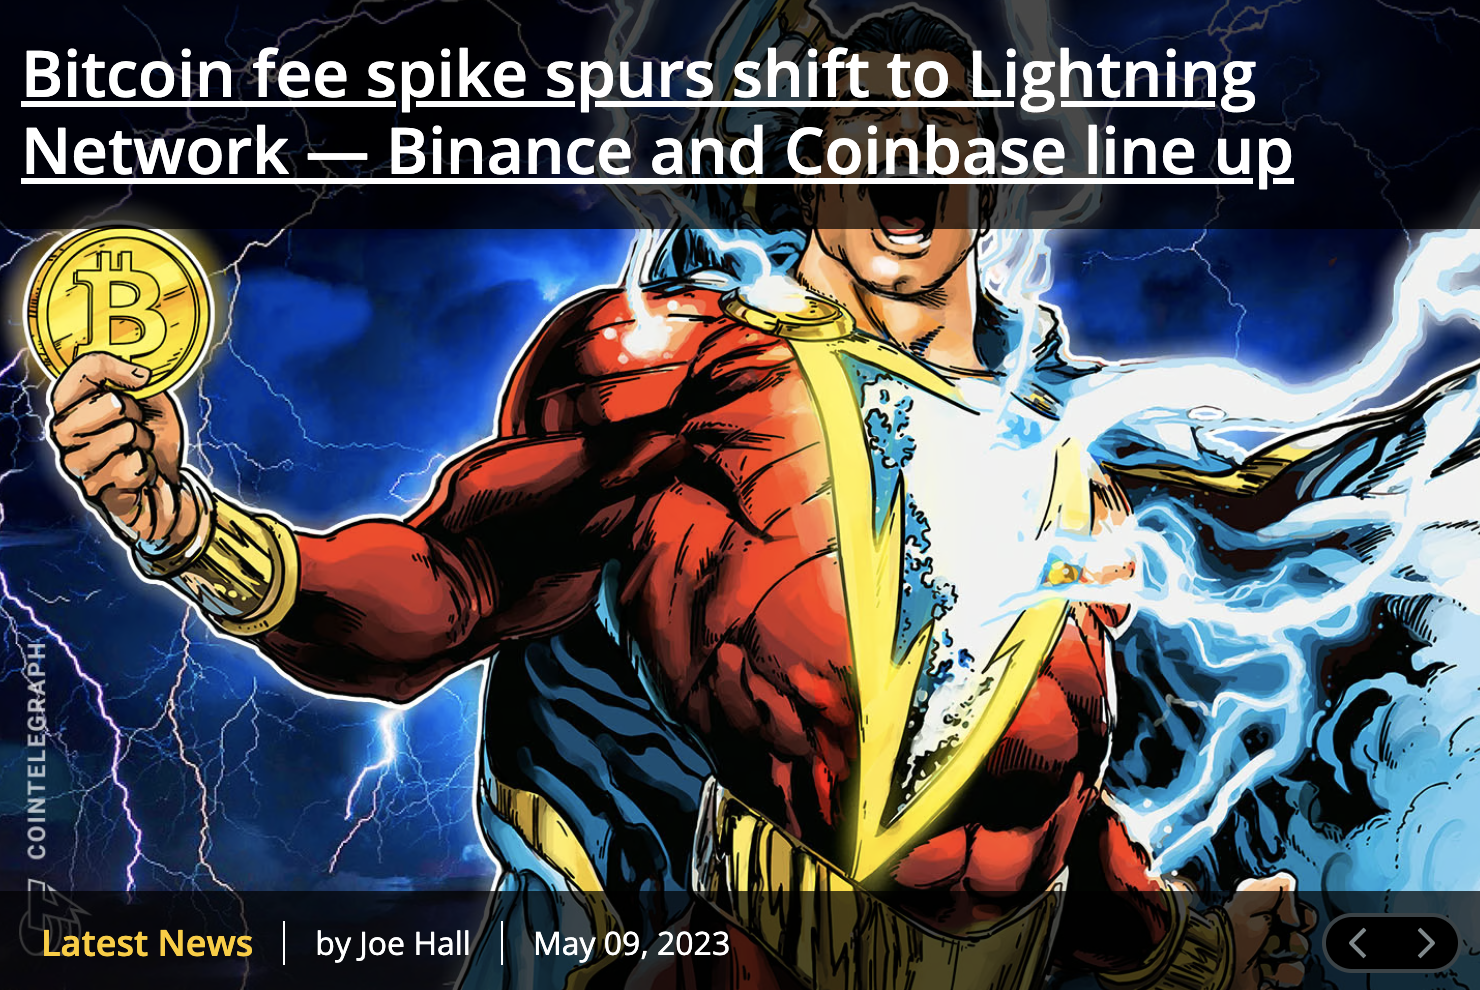 Bitcoin fee spike spurs shift to Lightning
Network — Binance and Coinbase line up
B
COINTELEGRAPH
Latest News
by Joe Hall
May 09, 2023